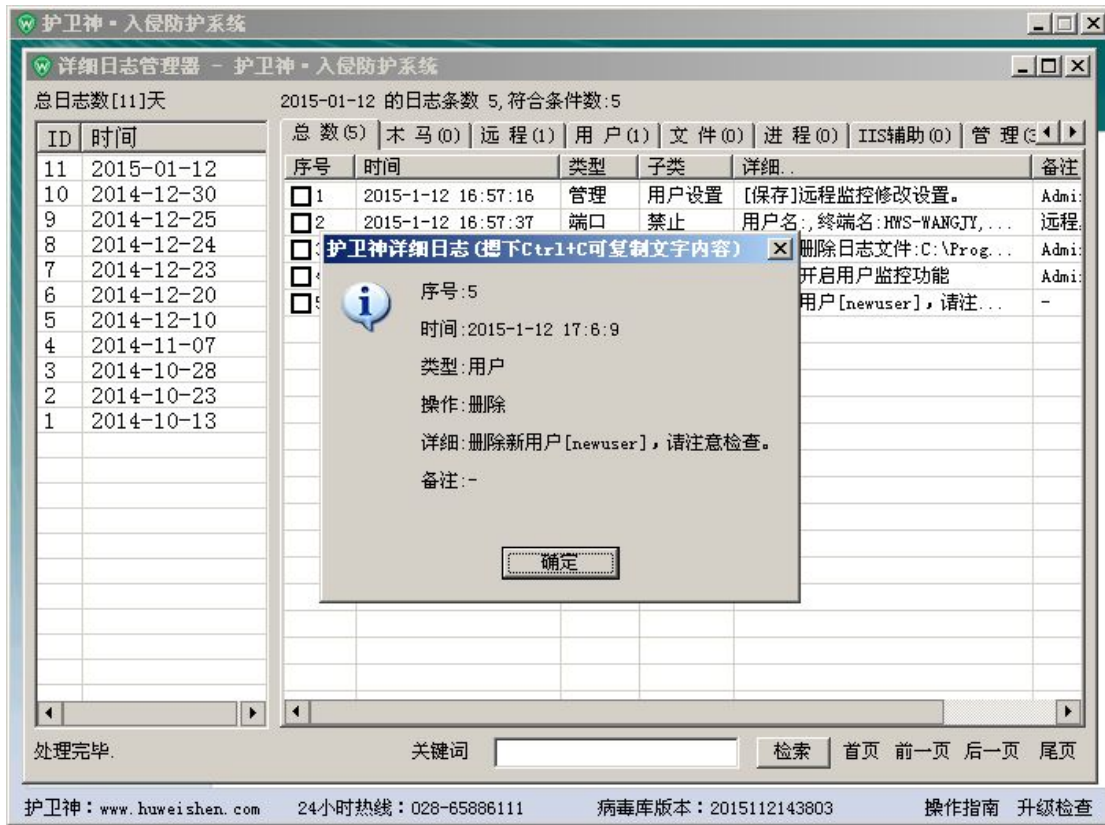 护卫神·入侵防护系统
详细日志管理器 - 护卫神·入侵防护系统
总日志数[11]天
2015-01-12 的日志条数 5,符合条件数:5
ID 时间
11 2015-01-12
10 2014-12-30
9 2014-12-25
8 2014-12-24
7 2014-12-23
6 2014-12-20
5 2014-12-10
4 2014-11-07
3 2014-10-28
2 2014-10-23
1 2014-10-13
总 数(5) 木 马(0) 远 程(1) 用 户(1) 文 件(0) 进 程(0) IIS辅助(0) 管 理(
序号 时间 类型 子类 详细.. 备注
1 2015-1-12 16:57:16 管理 用户设置 [保存]远程监控修改设置。 Admi
2 2015-1-12 16:57:37 端口 禁止 用户名:,终端名:HWS-WANGJY,... 远程
删除日志文件:C:\Prog... Admi
开启用户监控功能 Admi
用户[newuser],请注... -
护卫神详细日志(摁下Ctrl+C可复制文字内容)
序号:5
时间:2015-1-12 17:6:9
类型:用户
操作:删除
详细:删除新用户[newuser],请注意检查。
备注:-
确定
处理完毕.
关键词
检索 首页 前一页 后一页 尾页
护卫神:www.huweishen.com 24小时热线:028-65886111 病毒库版本:2015112143803 操作指南 升级检查